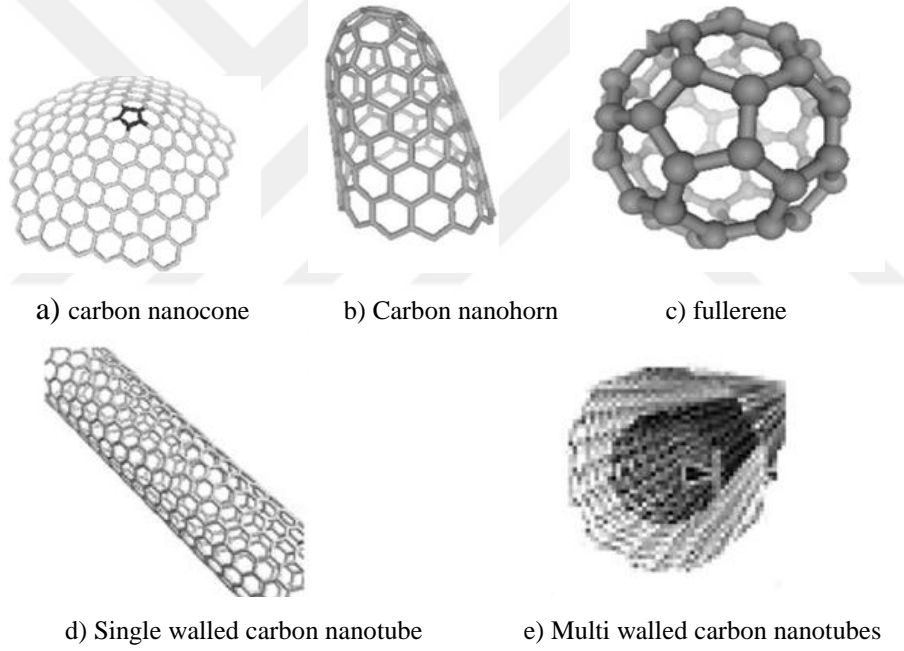 a) carbon nanocone b) Carbon nanohorn c) fullerene
d) Single walled carbon nanotube e) Multi walled carbon nanotubes